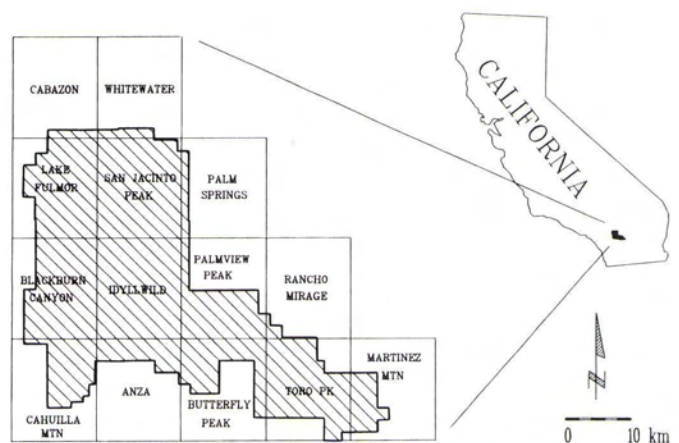 CABAZON
WHITEWATER
LAKE
FULMOR
SAN JACINTO
PEAK
PALM
SPRINGS
BLACKBURN
CANYON
IDYLLWILD
PALMVIEW
PEAK
RANCHO
MIRAGE
CAHUILLA
MTN
ANZA
BUTTERFLY
PEAK
TORO PK
MARTINEZ
MTN
CALIFORNIA
N
0 10 km